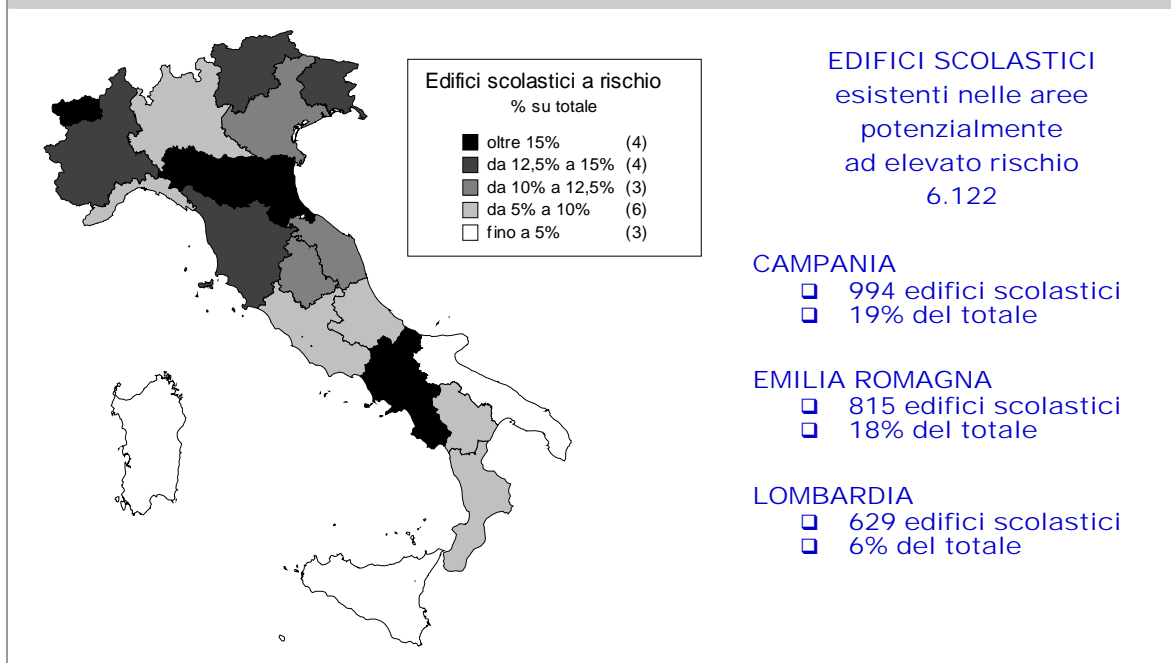 Edifici scolastici a rischio
% su totale
oltre 15% (4)
da 12,5% a 15% (4)
da 10% a 12,5% (3)
da 5% a 10% (6)
fino a 5% (3)
EDIFICI SCOLASTICI
esistenti nelle aree
potenzialmente
ad elevato rischio
6.122
CAMPANIA
❑ 994 edifici scolastici
❑ 19% del totale
EMILIA ROMAGNA
❑ 815 edifici scolastici
❑ 18% del totale
LOMBARDIA
❑ 629 edifici scolastici
❑ 6% del totale